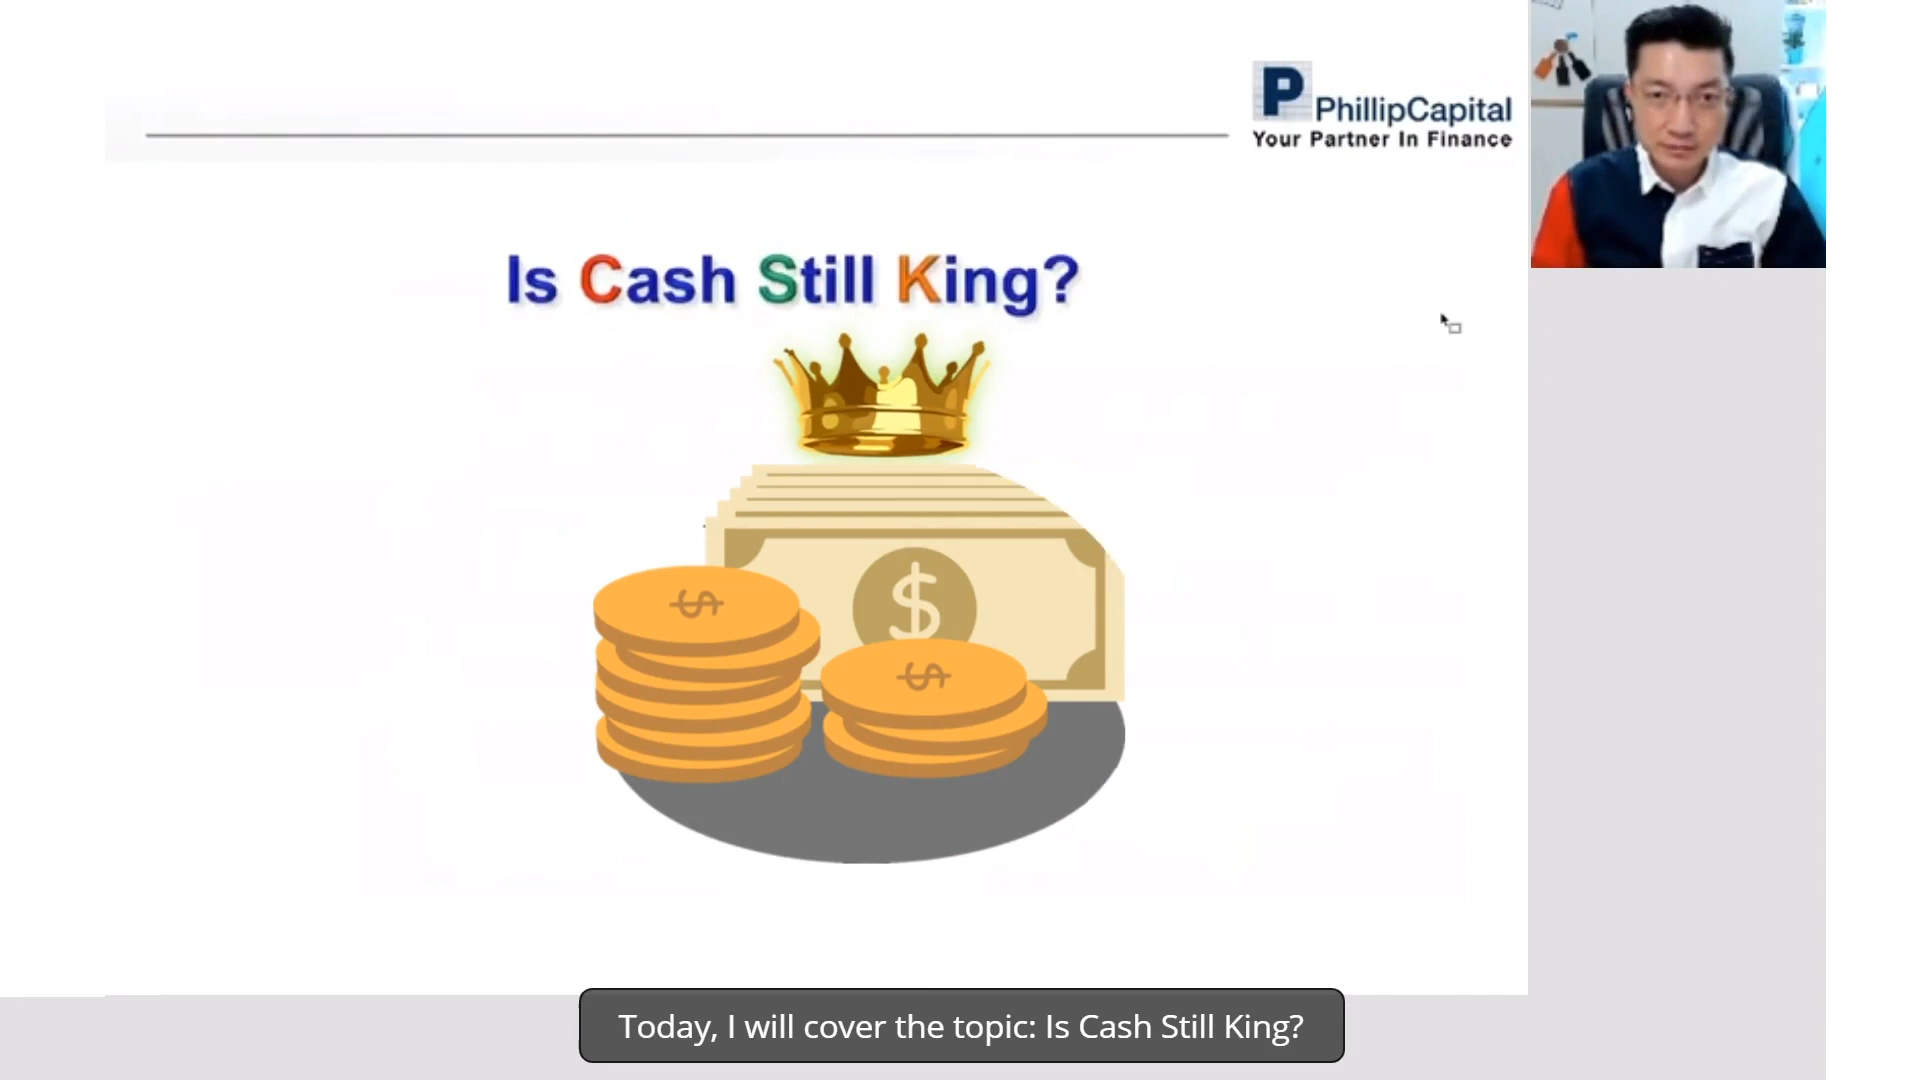 P PhillipCapital
Your Partner In Finance
Is Cash Still King?
$
$
$
Today, I will cover the topic: Is Cash Still King?